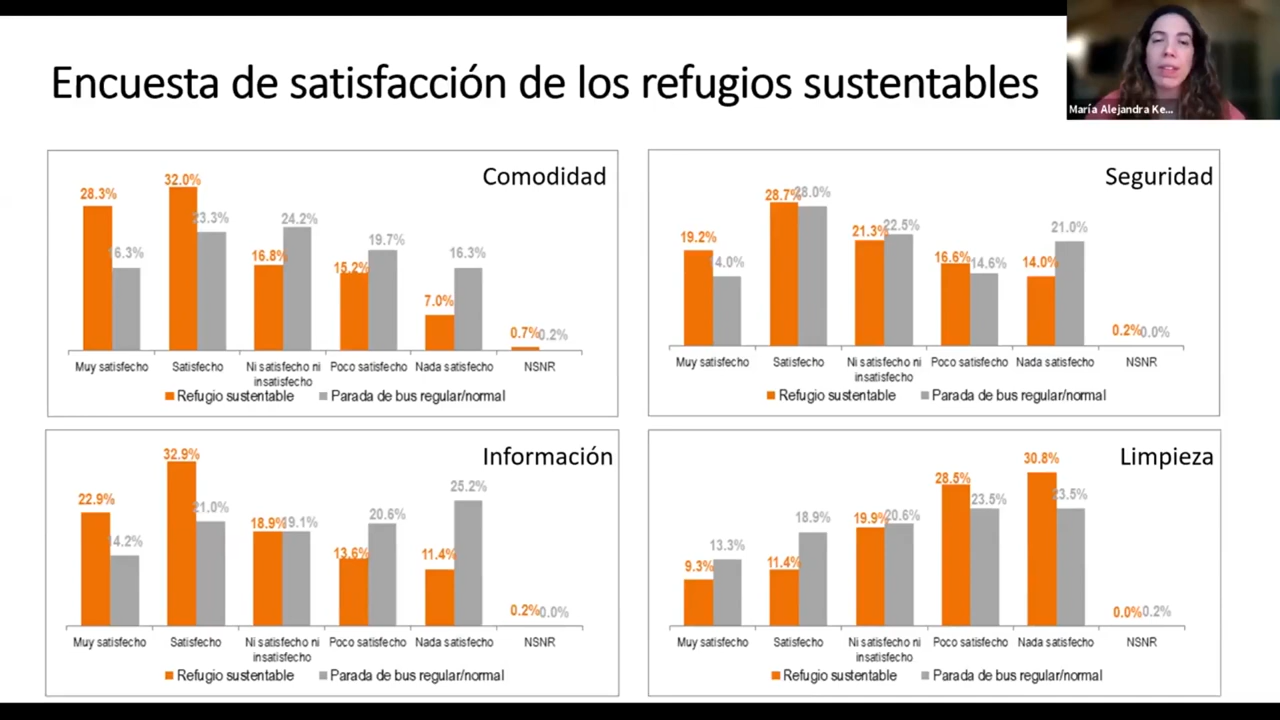 Encuesta de satisfacción de los refugios sustentables
María Alejandra Ke...
Comodidad
28.3%
16.3%
32.0%
23.3%
16.8%
24.2%
15.2%
19.7%
7.0%
16.3%
0.7%
0.2%
Muy satisfecho
Satisfecho
Ni satisfecho ni
insatisfecho
Poco satisfecho
Nada satisfecho
NSNR
Refugio sustentable
Parada de bus regular/normal
Seguridad
19.2%
14.0%
28.7%
28.0%
21.3%
22.5%
16.6%
14.6%
14.0%
21.0%
0.2%
0.0%
Muy satisfecho
Satisfecho
Ni satisfecho ni
insatisfecho
Poco satisfecho
Nada satisfecho
NSNR
Refugio sustentable
Parada de bus regular/normal
Información
22.9%
14.2%
32.9%
21.0%
18.9%
19.1%
13.6%
20.6%
11.4%
25.2%
0.2%
0.0%
Muy satisfecho
Satisfecho
Ni satisfecho ni
insatisfecho
Poco satisfecho
Nada satisfecho
NSNR
Refugio sustentable
Parada de bus regular/normal
Limpieza
9.3%
13.3%
11.4%
18.9%
19.9%
20.6%
28.5%
23.5%
30.8%
23.5%
0.0%
0.2%
Muy satisfecho
Satisfecho
Ni satisfecho ni
insatisfecho
Poco satisfecho
Nada satisfecho
NSNR
Refugio sustentable
Parada de bus regular/normal